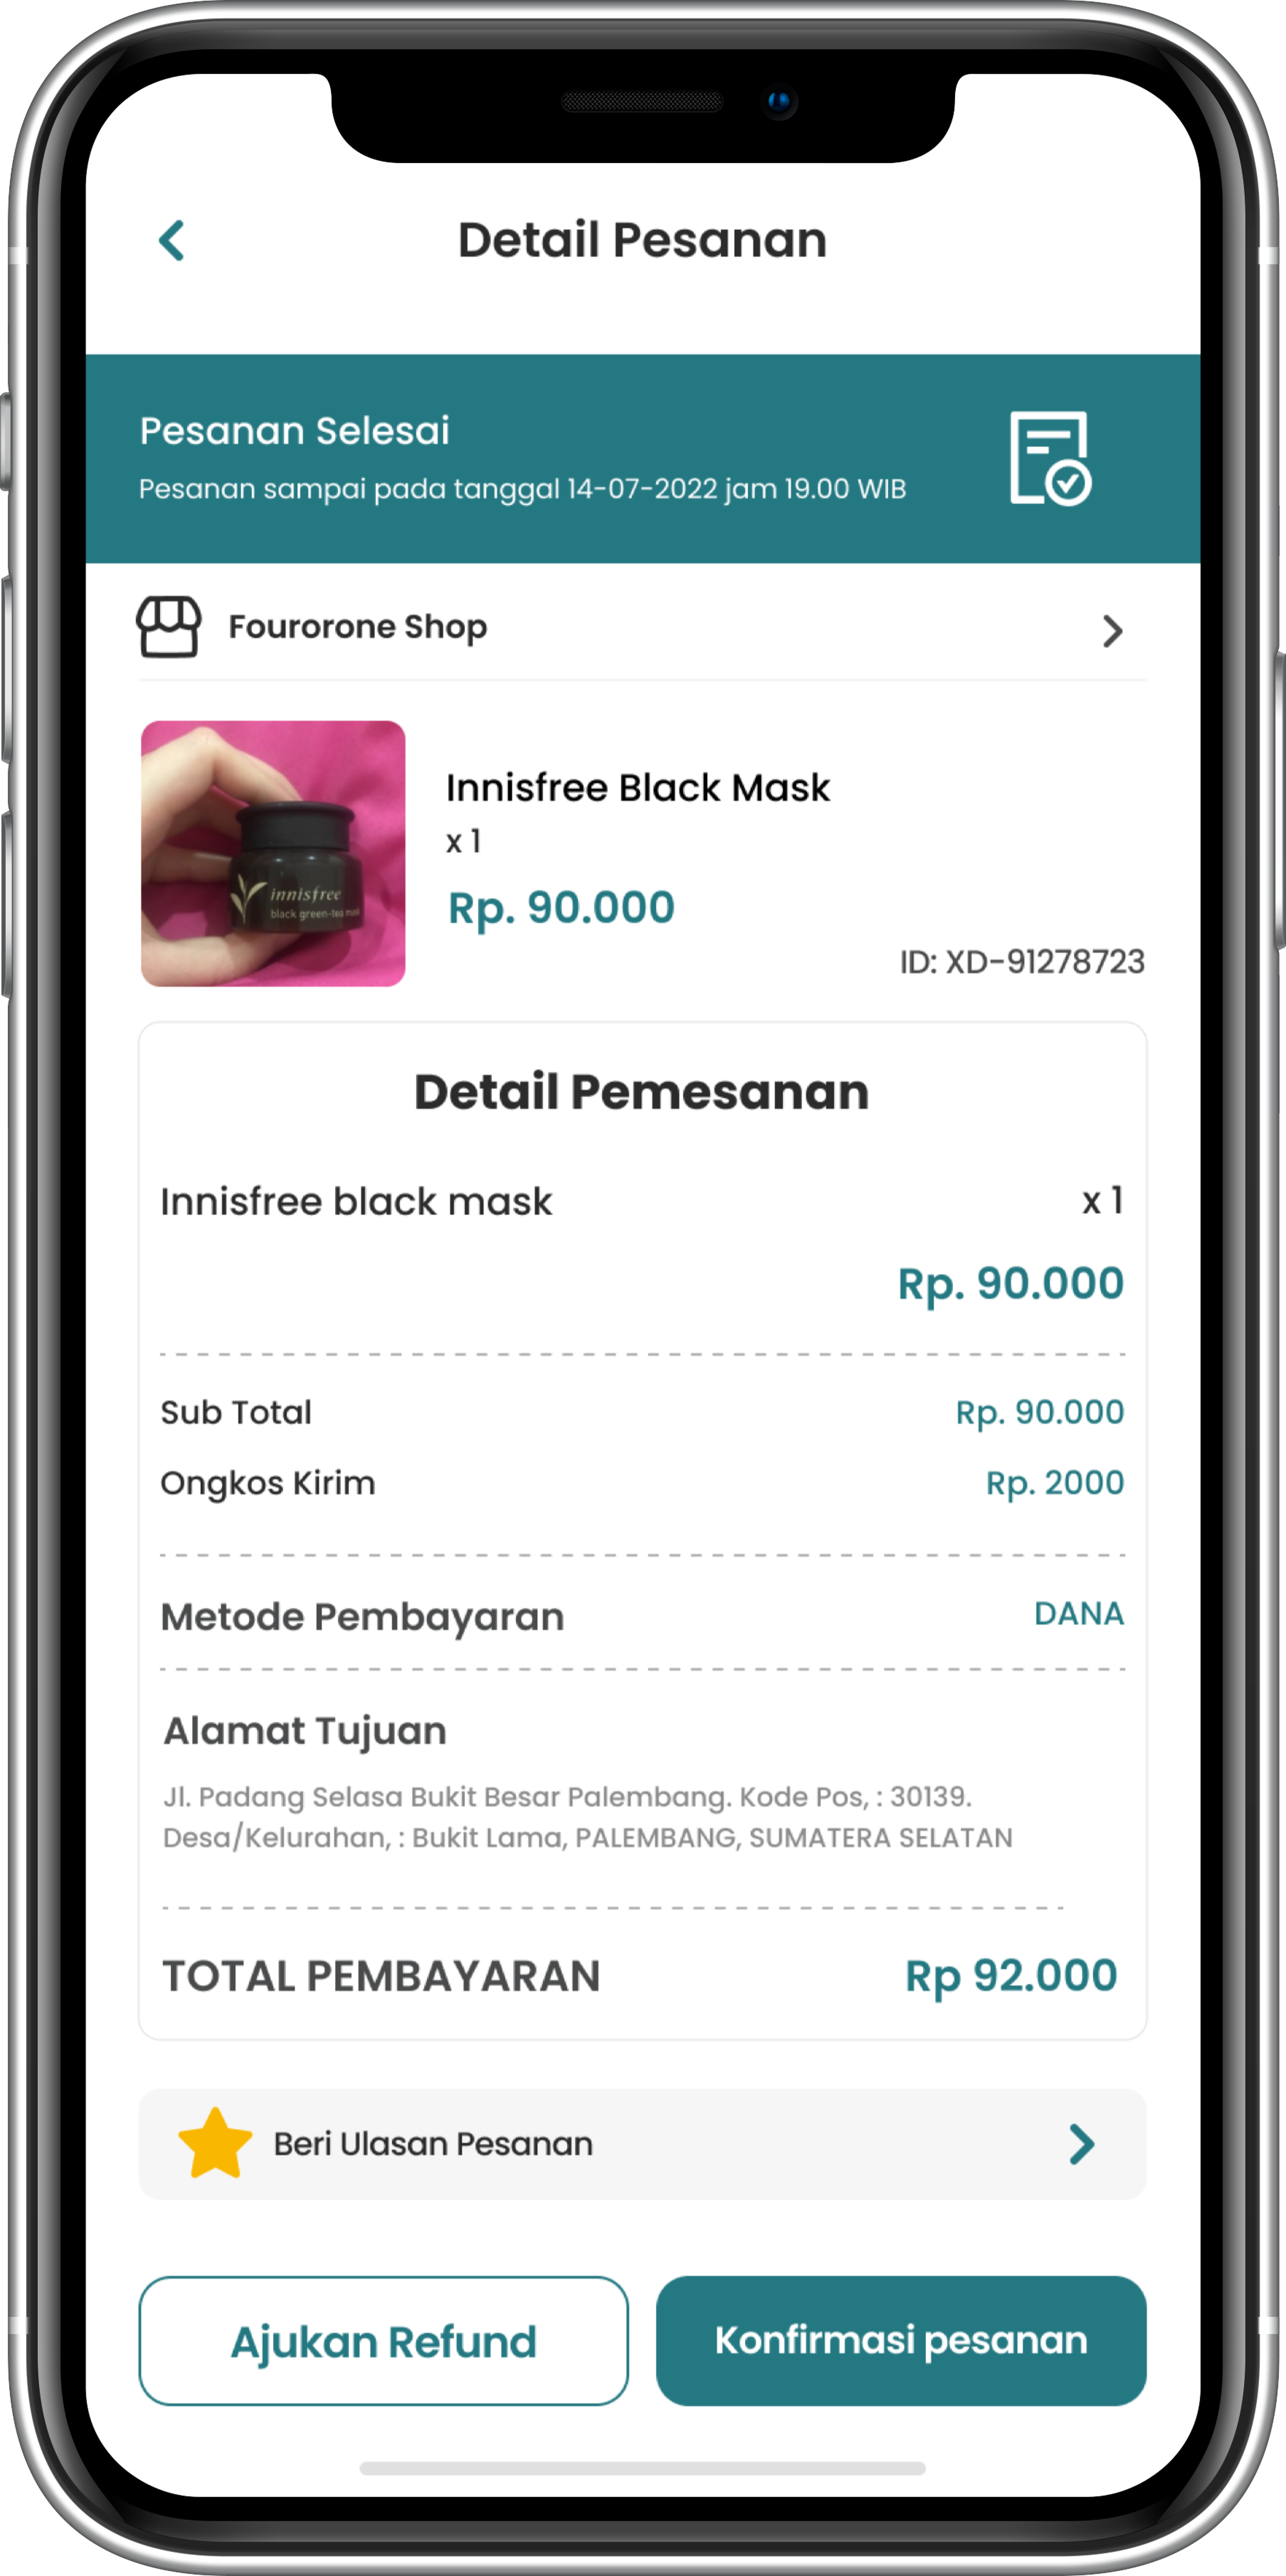 Detail Pesanan
Pesanan Selesai
Pesanan sampai pada tanggal 14-07-2022 jam 19.00 WIB
Fourorone Shop
innisfree
black green-tea mask
Innisfree Black Mask
x 1
Rp. 90.000
ID: XD-91278723
Detail Pemesanan
Innisfree black mask x 1
Rp. 90.000
Sub Total Rp. 90.000
Ongkos Kirim Rp. 2000
Metode Pembayaran DANA
Alamat Tujuan
Jl. Padang Selasa Bukit Besar Palembang. Kode Pos, : 30139.
Desa/Kelurahan, : Bukit Lama, PALEMBANG, SUMATERA SELATAN
TOTAL PEMBAYARAN Rp 92.000
Beri Ulasan Pesanan
Ajukan Refund
Konfirmasi pesanan